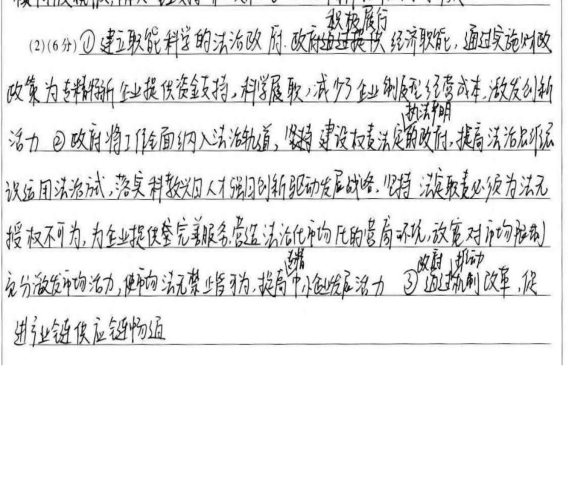 积极履行
(2)(6分)①建立职能科学的法治政府.政府通过提供经济职能,通过实施财政
政策为专精特新企业提供资金支持,科学履职,减少了企业制度性经营成本,激发创新
执法严明
活力 ②政府将工作全面纳入法治轨道,坚持建设权责法定的政府,提高法治思维意
识运用法治方式,落实科教兴国人才强国创新驱动发展战略.坚持法定职责必须为法无
授权不可为,为企业提供完善服务,营造法治化市场化的营商环境,放宽对市场限制
充分激发市场活力,使市场法无禁止皆可为,提高中小企业发展活力 ③通过机制改革,促
政府 推动
进产业链供应链畅通